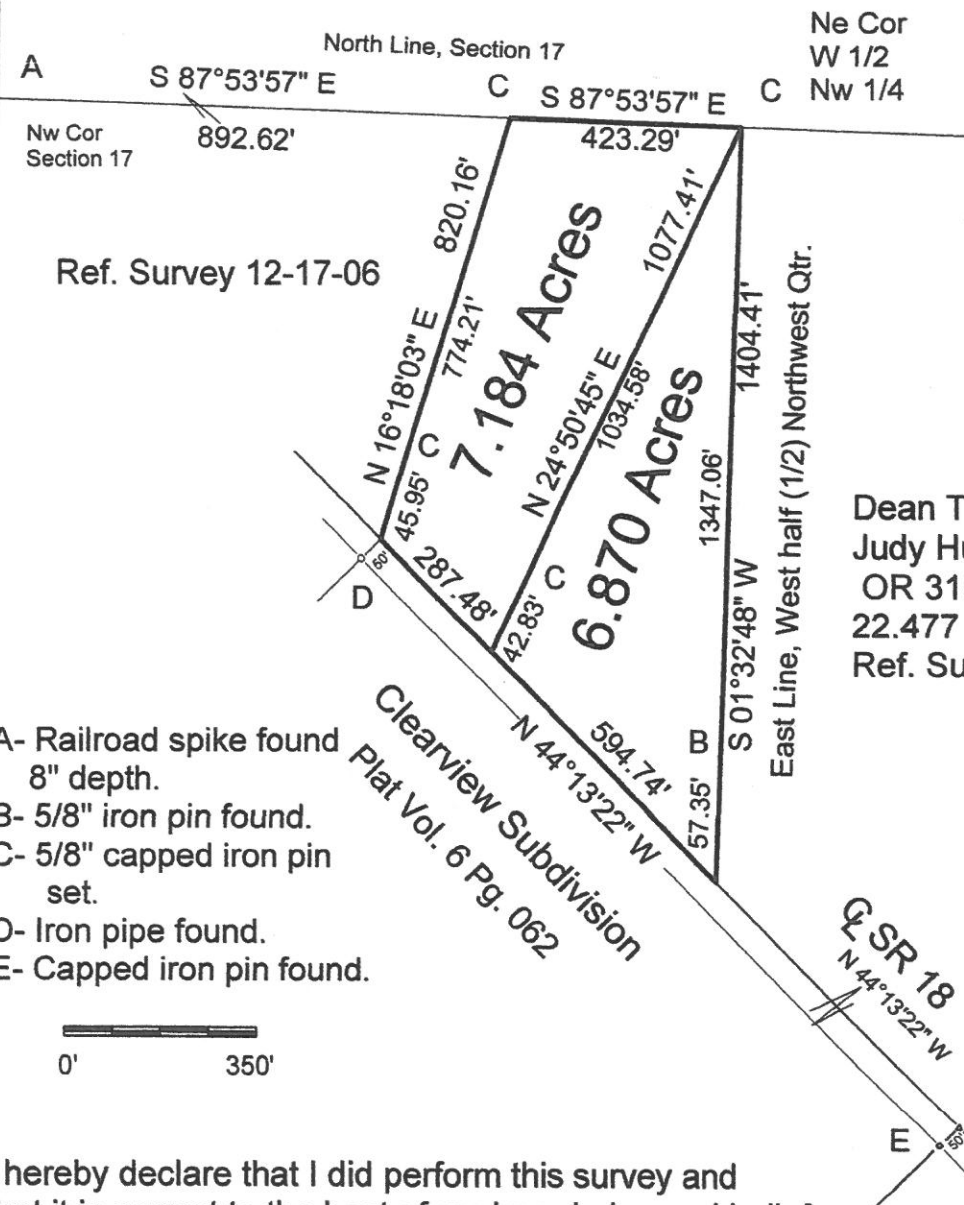 North Line, Section 17
Ne Cor
W 1/2
Nw 1/4
A
S 87°53'57" E
C
S 87°53'57" E
C
Nw Cor
Section 17
892.62'
423.29'
820.16'
1077.41'
Ref. Survey 12-17-06
N 16°18'03" E
774.21'
7.184 Acres
N 24°50'45" E
1034.58'
1404.41'
1347.06'
S 01°32'48" W
East Line, West half (1/2) Northwest Qtr.
6.870 Acres
C
45.95'
287.48'
C
42.83'
50'
D
Dean T
Judy Hu
OR 31
22.477
Ref. Su
594.74'
B
57.35'
N 44°13'22" W
Clearview Subdivision
Plat Vol. 6 Pg. 062
A- Railroad spike found
8" depth.
B- 5/8" iron pin found.
C- 5/8" capped iron pin
set.
D- Iron pipe found.
E- Capped iron pin found.
0' 350'
CL SR 18
N 44°13'22" W
E
50'
hereby declare that I did perform this survey and